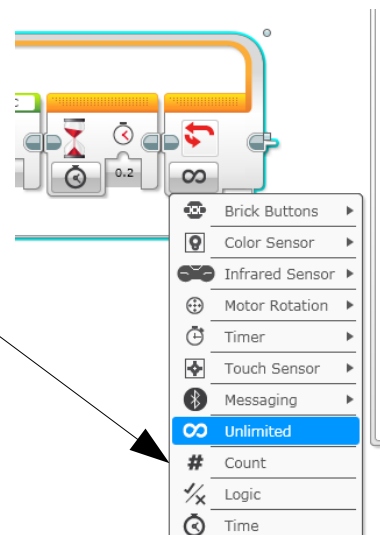 0.2
Brick Buttons
Color Sensor
Infrared Sensor
Motor Rotation
Timer
Touch Sensor
Messaging
Unlimited
# Count
Logic
Time